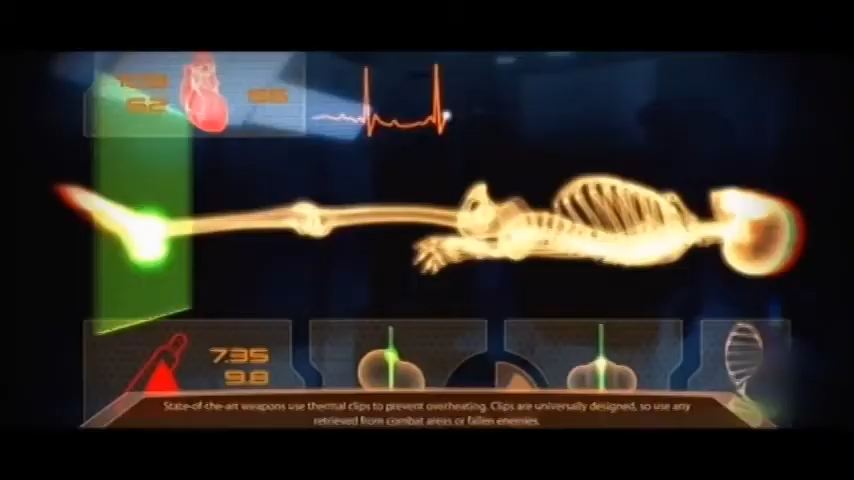 62
7.35
9.8
State-of-the-art weapons use thermal clips to prevent overheating. Clips are universally designed, so use any
retrieved from combat areas or fallen enemies.